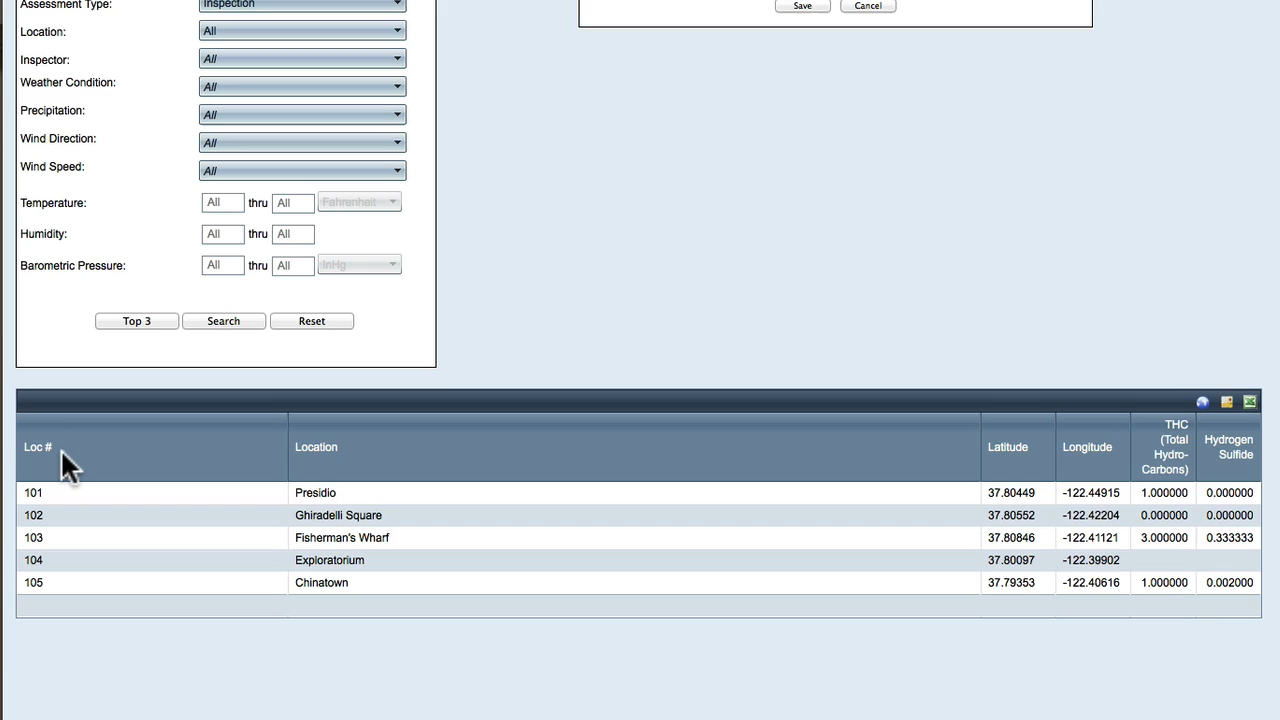 Assessment Type: Inspection
Save Cancel
Location: All
Inspector: All
Weather Condition: All
Precipitation: All
Wind Direction: All
Wind Speed: All
Temperature: All thru All Fahrenheit
Humidity: All thru All
Barometric Pressure: All thru All InHg
Top 3 Search Reset
Loc # Location Latitude Longitude THC (Total Hydro-Carbons) Hydrogen Sulfide
101 Presidio 37.80449 -122.44915 1.000000 0.000000
102 Ghiradelli Square 37.80552 -122.42204 0.000000 0.000000
103 Fisherman's Wharf 37.80846 -122.41121 3.000000 0.333333
104 Exploratorium 37.80097 -122.39902
105 Chinatown 37.79353 -122.40616 1.000000 0.002000